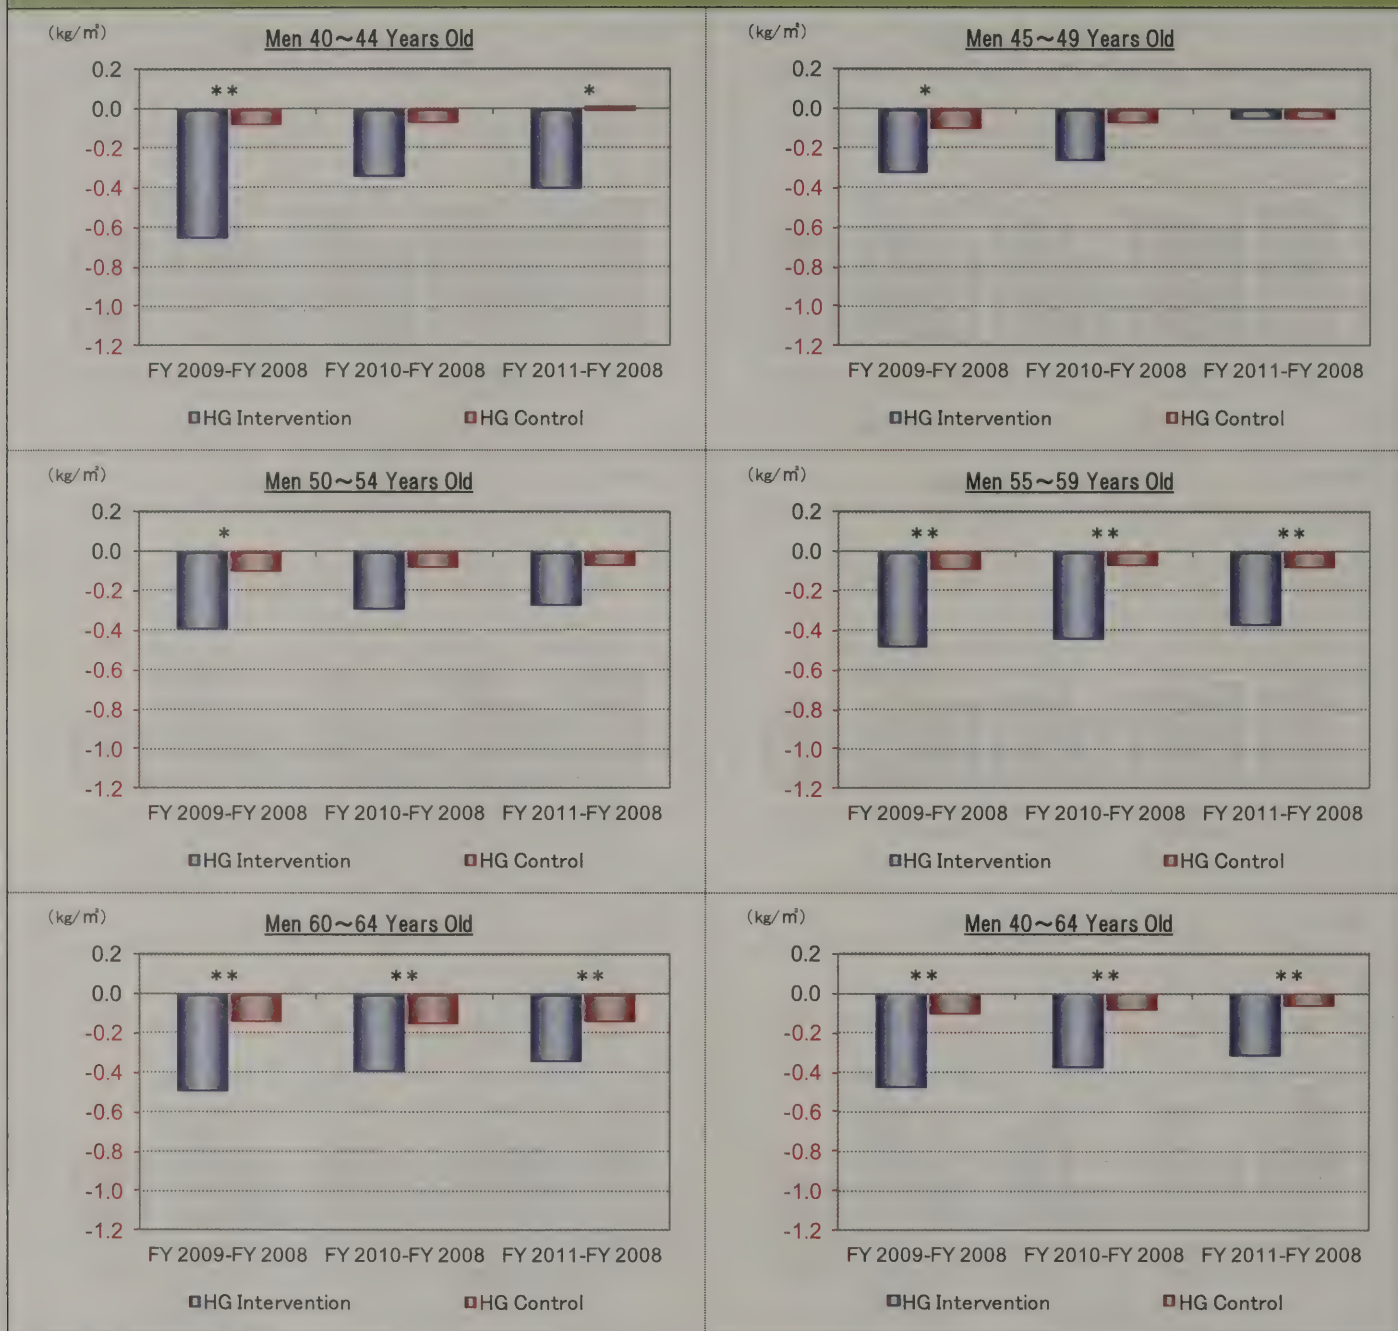 (kg/㎡)
Men 40～44 Years Old
0.2
**
*
0.0
-0.2
-0.4
-0.6
-0.8
-1.0
-1.2
FY 2009-FY 2008 FY 2010-FY 2008 FY 2011-FY 2008
HG Intervention HG Control
(kg/㎡)
Men 45～49 Years Old
0.2
*
0.0
-0.2
-0.4
-0.6
-0.8
-1.0
-1.2
FY 2009-FY 2008 FY 2010-FY 2008 FY 2011-FY 2008
HG Intervention HG Control
(kg/㎡)
Men 50～54 Years Old
0.2
*
0.0
-0.2
-0.4
-0.6
-0.8
-1.0
-1.2
FY 2009-FY 2008 FY 2010-FY 2008 FY 2011-FY 2008
HG Intervention HG Control
(kg/㎡)
Men 55～59 Years Old
0.2
** ** **
0.0
-0.2
-0.4
-0.6
-0.8
-1.0
-1.2
FY 2009-FY 2008 FY 2010-FY 2008 FY 2011-FY 2008
HG Intervention HG Control
(kg/㎡)
Men 60～64 Years Old
0.2
** ** **
0.0
-0.2
-0.4
-0.6
-0.8
-1.0
-1.2
FY 2009-FY 2008 FY 2010-FY 2008 FY 2011-FY 2008
HG Intervention HG Control
(kg/㎡)
Men 40～64 Years Old
0.2
** ** **
0.0
-0.2
-0.4
-0.6
-0.8
-1.0
-1.2
FY 2009-FY 2008 FY 2010-FY 2008 FY 2011-FY 2008
HG Intervention HG Control